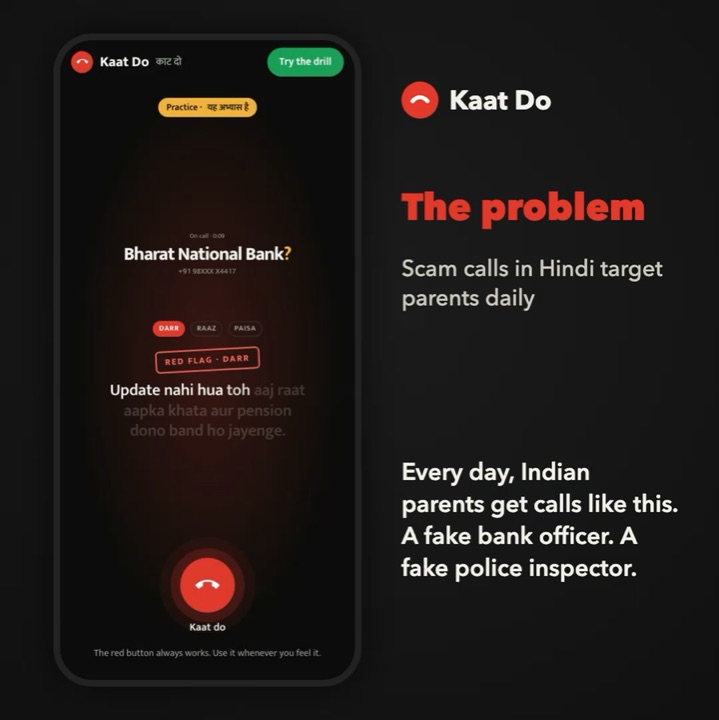 Kaat Do काट दो
Try the drill
Practice · यह अभ्यास है
On call · 0:09
Bharat National Bank?
+91 98XXX X4417
DARR
RAAZ
PAISA
RED FLAG · DARR
Update nahi hua toh aaj raat
aapka khata aur pension
dono band ho jayenge.
Kaat do
The red button always works. Use it whenever you feel it.
Kaat Do
The problem
Scam calls in Hindi target
parents daily
Every day, Indian
parents get calls like this.
A fake bank officer. A
fake police inspector.